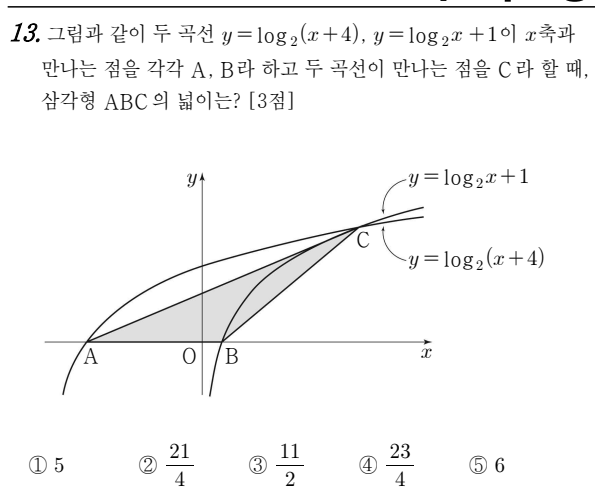 13. 그림과 같이 두 곡선 y=log₂(x+4), y=log₂x+1이 x축과
만나는 점을 각각 A, B라 하고 두 곡선이 만나는 점을 C라 할 때,
삼각형 ABC의 넓이는? [3점]
y
y=log₂x+1
C
y=log₂(x+4)
A
O
B
x
① 5 ② 21/4 ③ 11/2 ④ 23/4 ⑤ 6